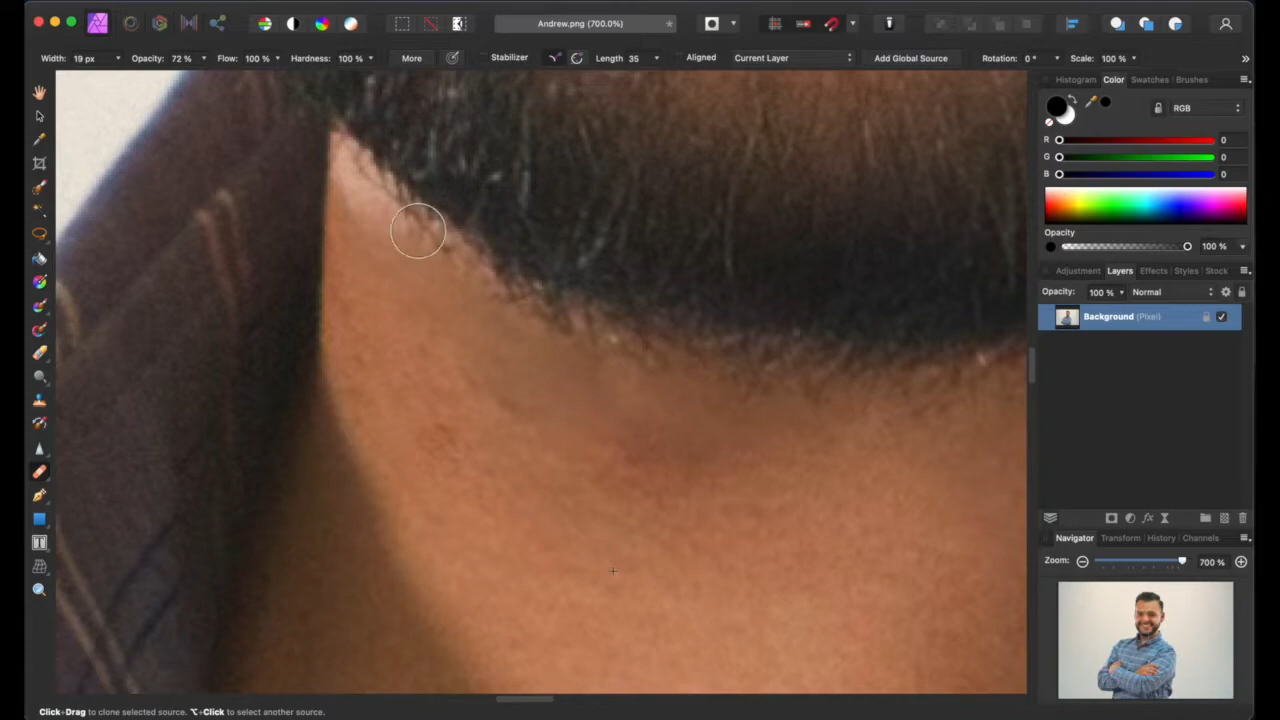 Andrew.png (700.0%)
Width: 19 px Opacity: 72 % Flow: 100 % Hardness: 100 % More Stabilizer Length 35 Aligned Current Layer Add Global Source Rotation: 0 ° Scale: 100 % »
Histogram Color Swatches Brushes
RGB
R 0
G 0
B 0
Opacity
100 %
Adjustment Layers Effects Styles Stock
Opacity: 100 % Normal
Background (Pixel)
Navigator Transform History Channels
Zoom: 700 %
Click+Drag to clone selected source. ⌥+Click to select another source.